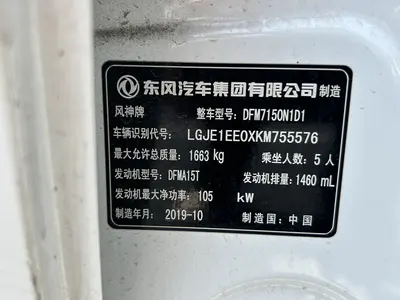 东风汽车集团有限公司 制造
风神牌 整车型号: DFM7150N1D1
车辆识别代号: LGJE1EE0XKM755576
最大允许总质量: 1663 kg 乘坐人数: 5 人
发动机型号: DFMA15T 发动机排量: 1460 mL
发动机最大净功率: 105 kW
制造年月: 2019-10 制造国: 中国